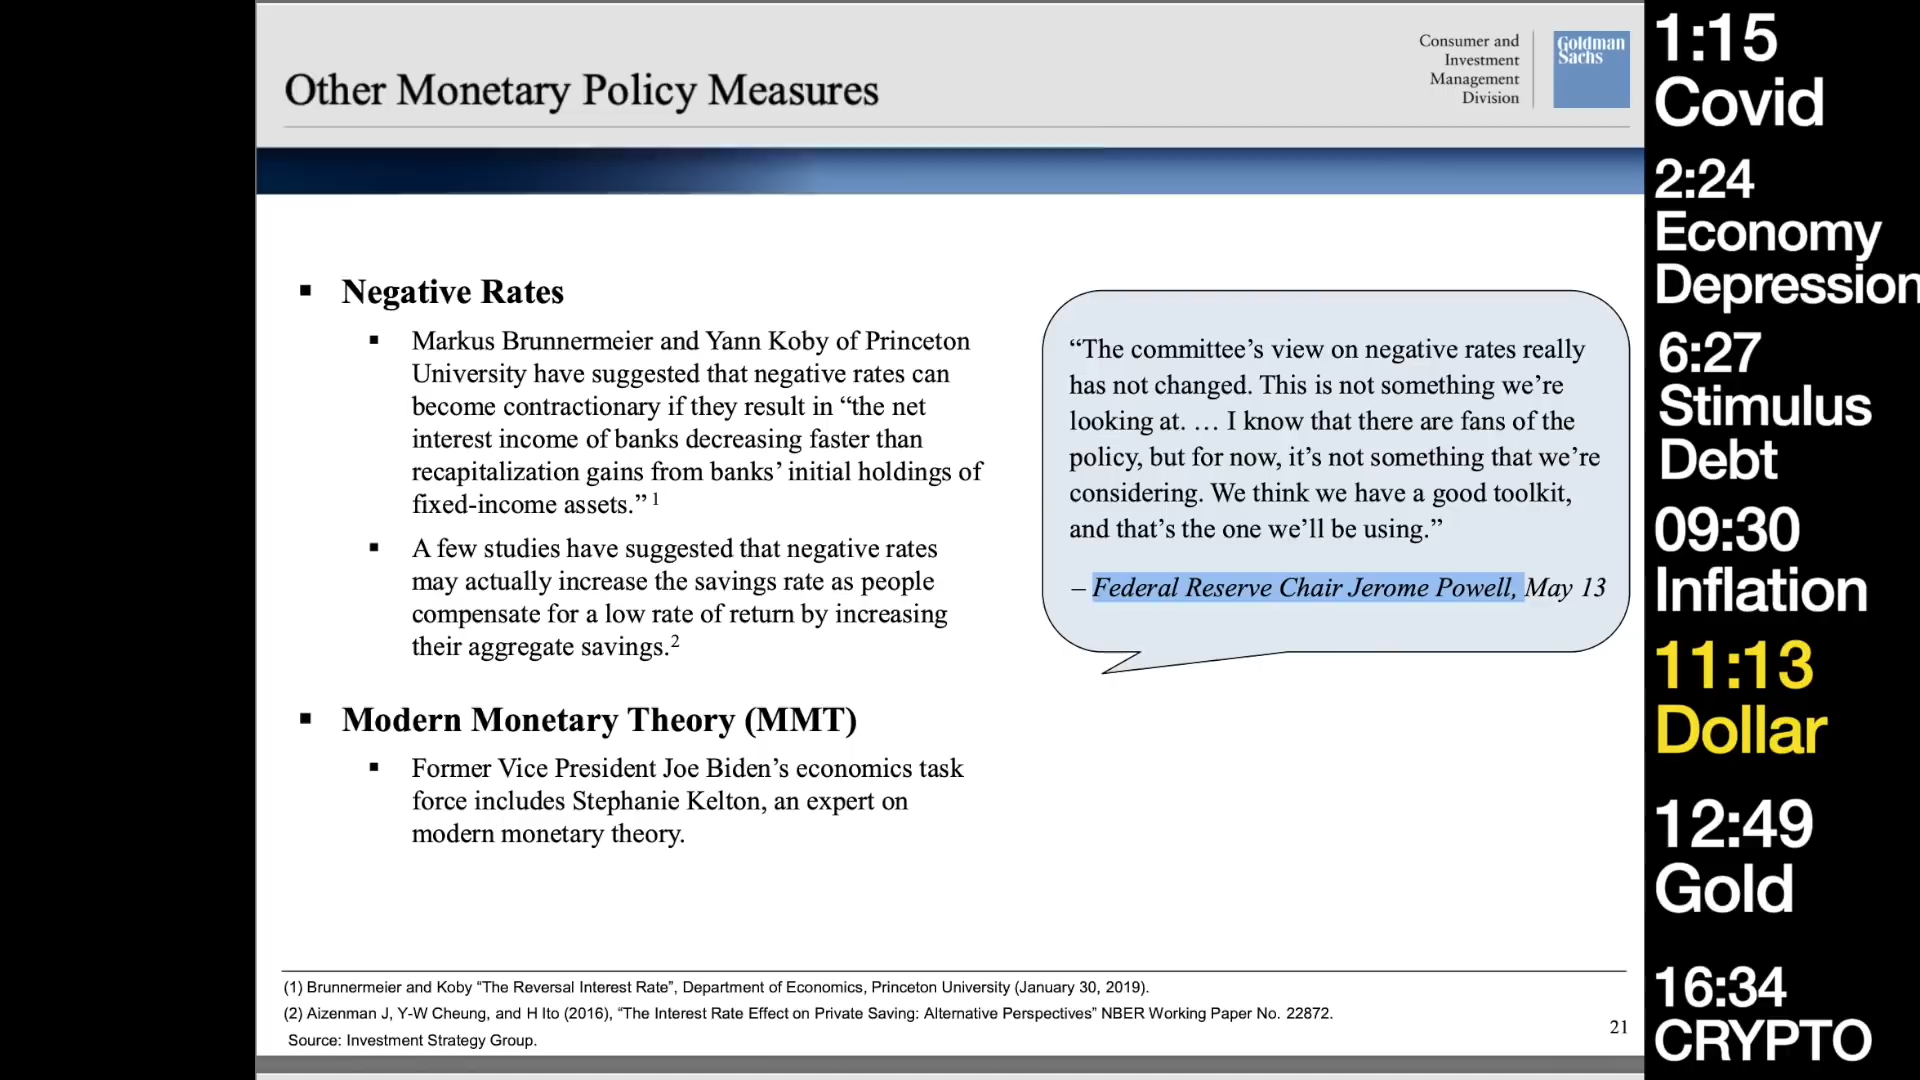 Other Monetary Policy Measures
Consumer and
Investment
Management
Division
Goldman
Sachs
▪ Negative Rates
▪ Markus Brunnermeier and Yann Koby of Princeton
University have suggested that negative rates can
become contractionary if they result in “the net
interest income of banks decreasing faster than
recapitalization gains from banks’ initial holdings of
fixed-income assets.” 1
▪ A few studies have suggested that negative rates
may actually increase the savings rate as people
compensate for a low rate of return by increasing
their aggregate savings.2
▪ Modern Monetary Theory (MMT)
▪ Former Vice President Joe Biden’s economics task
force includes Stephanie Kelton, an expert on
modern monetary theory.
“The committee’s view on negative rates really
has not changed. This is not something we’re
looking at. … I know that there are fans of the
policy, but for now, it’s not something that we’re
considering. We think we have a good toolkit,
and that’s the one we’ll be using.”
– Federal Reserve Chair Jerome Powell, May 13
(1) Brunnermeier and Koby “The Reversal Interest Rate”, Department of Economics, Princeton University (January 30, 2019).
(2) Aizenman J, Y-W Cheung, and H Ito (2016), “The Interest Rate Effect on Private Saving: Alternative Perspectives” NBER Working Paper No. 22872.
Source: Investment Strategy Group.
21
1:15
Covid
2:24
Economy
Depression
6:27
Stimulus
Debt
09:30
Inflation
11:13
Dollar
12:49
Gold
16:34
CRYPTO